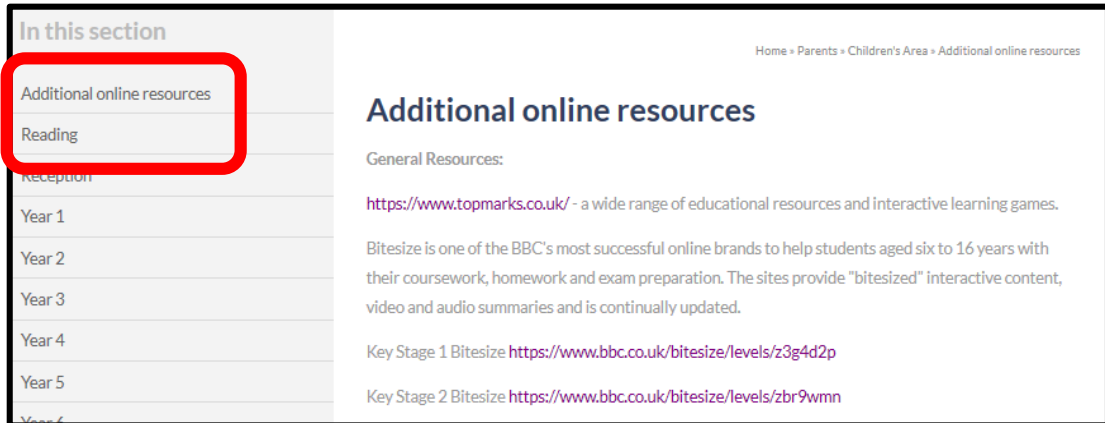 In this section
Additional online resources
Reading
Reception
Year 1
Year 2
Year 3
Year 4
Year 5
Year 6
Home » Parents » Children's Area » Additional online resources
Additional online resources
General Resources:
https://www.topmarks.co.uk/ - a wide range of educational resources and interactive learning games.
Bitesize is one of the BBC's most successful online brands to help students aged six to 16 years with
their coursework, homework and exam preparation. The sites provide "bitesized" interactive content,
video and audio summaries and is continually updated.
Key Stage 1 Bitesize https://www.bbc.co.uk/bitesize/levels/z3g4d2p
Key Stage 2 Bitesize https://www.bbc.co.uk/bitesize/levels/zbr9wmn